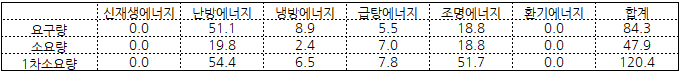 신재생에너지 난방에너지 냉방에너지 급탕에너지 조명에너지 환기에너지 합계
요구량 0.0 51.1 8.9 5.5 18.8 0.0 84.3
소요량 0.0 19.8 2.4 7.0 18.8 0.0 47.9
1차소요량 0.0 54.4 6.5 7.8 51.7 0.0 120.4